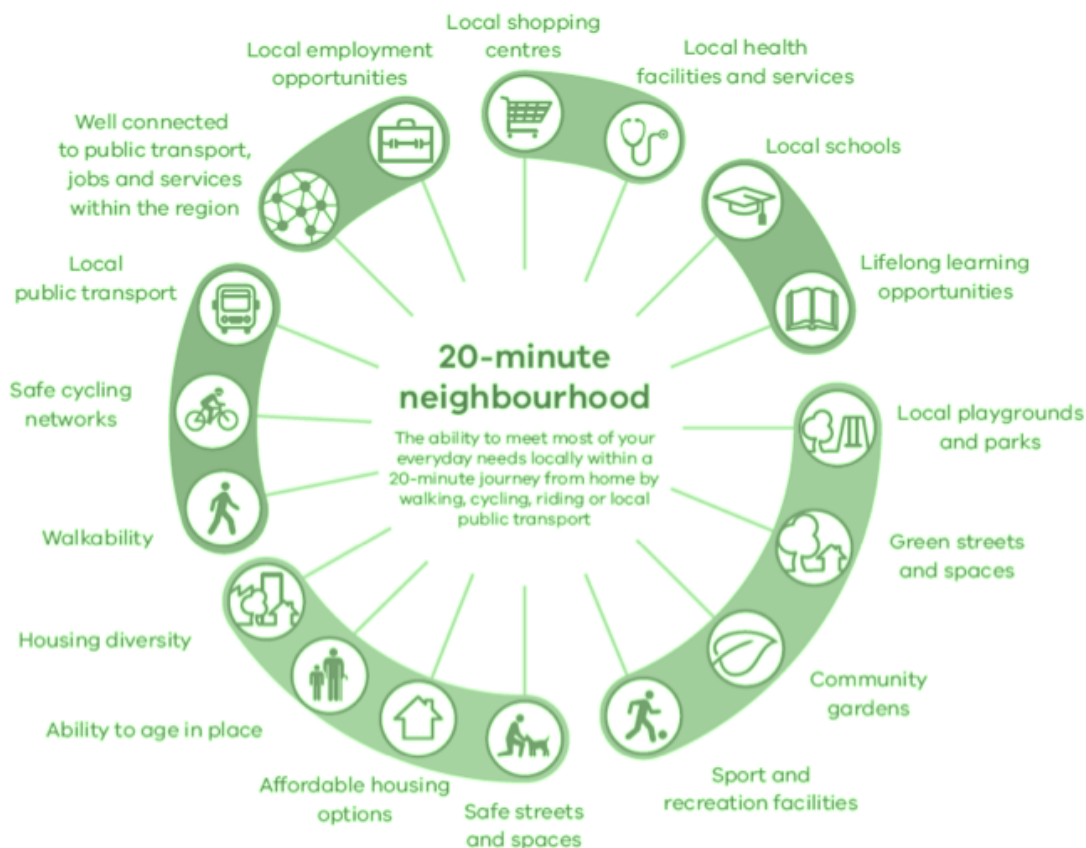 Local shopping
centres
Local health
facilities and services
Local schools
Lifelong learning
opportunities
Local playgrounds
and parks
Green streets
and spaces
Community
gardens
Sport and
recreation facilities
Safe streets
and spaces
Affordable housing
options
Ability to age in place
Housing diversity
Walkability
Safe cycling
networks
Local
public transport
Well connected
to public transport,
jobs and services
within the region
Local employment
opportunities
20-minute
neighbourhood
The ability to meet most of your
everyday needs locally within a
20-minute journey from home by
walking, cycling, riding or local
public transport